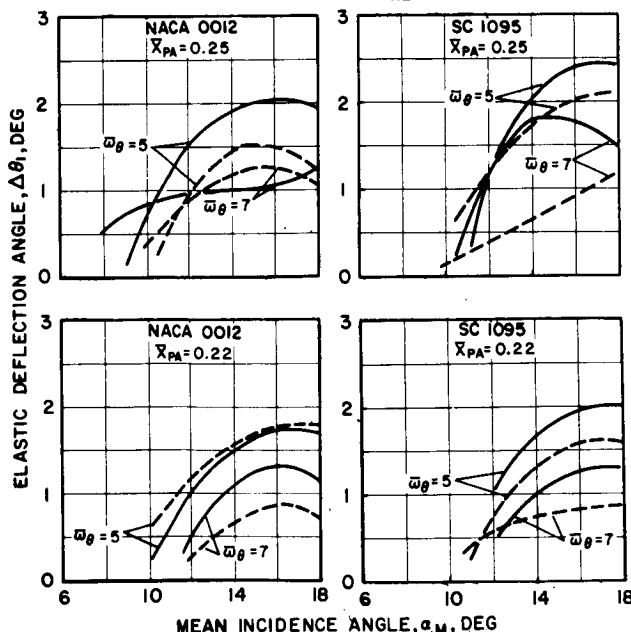 NACA 0012
X̄PA = 0.25
ω̄θ = 5
ω̄θ = 7
3
2
1
0
SC 1095
X̄PA = 0.25
ω̄θ = 5
ω̄θ = 7
3
2
1
0
ELASTIC DEFLECTION ANGLE, Δθ₁, DEG
NACA 0012
X̄PA = 0.22
ω̄θ = 5
ω̄θ = 7
3
2
1
0
6 10 14 18
SC 1095
X̄PA = 0.22
ω̄θ = 5
ω̄θ = 7
3
2
1
0
6 10 14 18
MEAN INCIDENCE ANGLE, αM, DEG